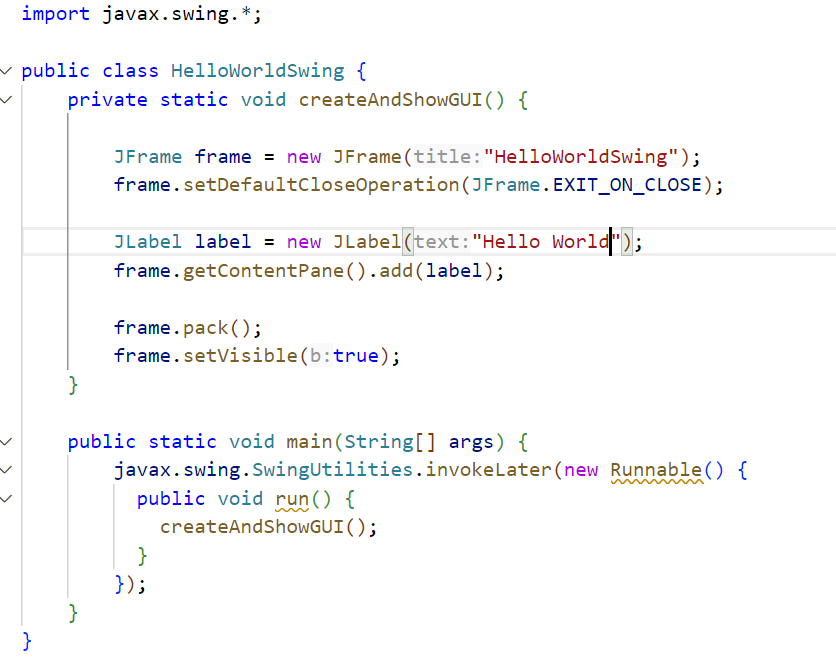 import javax.swing.*;
public class HelloWorldSwing {
    private static void createAndShowGUI() {
        JFrame frame = new JFrame(title:"HelloWorldSwing");
        frame.setDefaultCloseOperation(JFrame.EXIT_ON_CLOSE);
        JLabel label = new JLabel(text:"Hello World");
        frame.getContentPane().add(label);
        frame.pack();
        frame.setVisible(b:true);
    }
    public static void main(String[] args) {
        javax.swing.SwingUtilities.invokeLater(new Runnable() {
          public void run() {
            createAndShowGUI();
          }
        });
    }
}